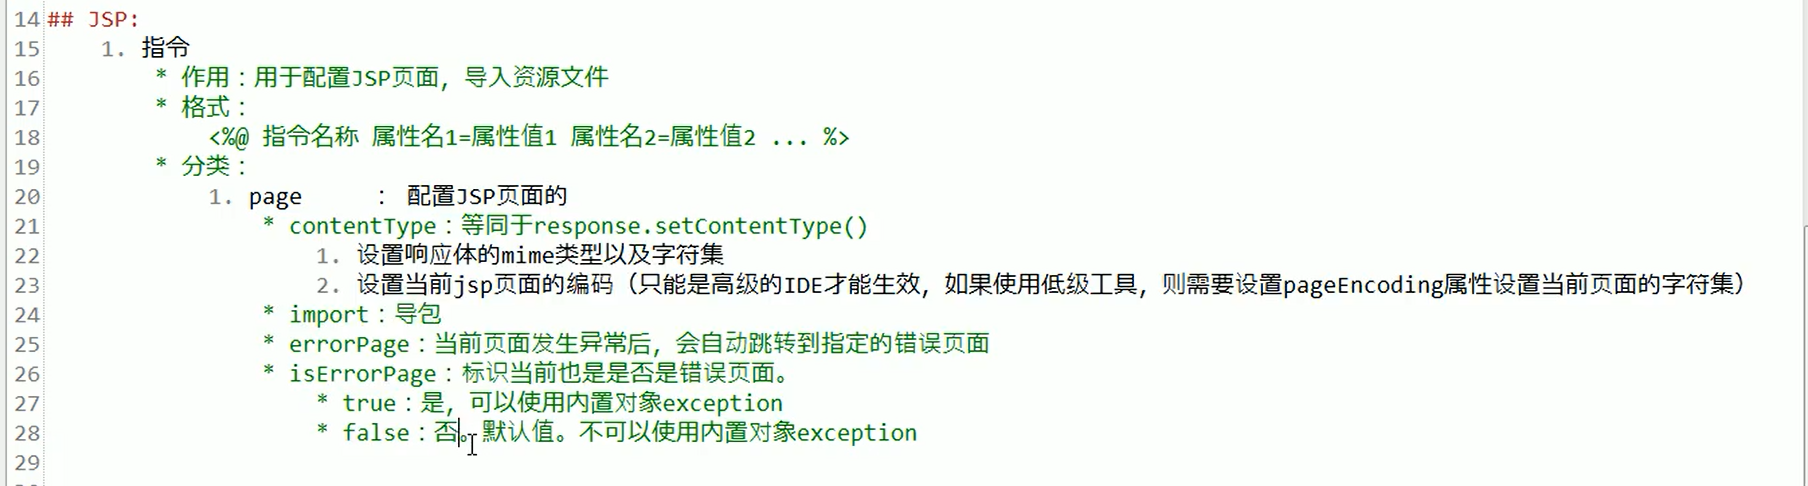 14 ## JSP:
15 1. 指令
16 * 作用：用于配置JSP页面，导入资源文件
17 * 格式：
18 <%@ 指令名称 属性名1=属性值1 属性名2=属性值2 ... %>
19 * 分类：
20 1. page : 配置JSP页面的
21 * contentType：等同于response.setContentType()
22 1. 设置响应体的mime类型以及字符集
23 2. 设置当前jsp页面的编码（只能是高级的IDE才能生效，如果使用低级工具，则需要设置pageEncoding属性设置当前页面的字符集）
24 * import：导包
25 * errorPage：当前页面发生异常后，会自动跳转到指定的错误页面
26 * isErrorPage：标识当前也是是否是错误页面。
27 * true：是，可以使用内置对象exception
28 * false：否。默认值。不可以使用内置对象exception
29